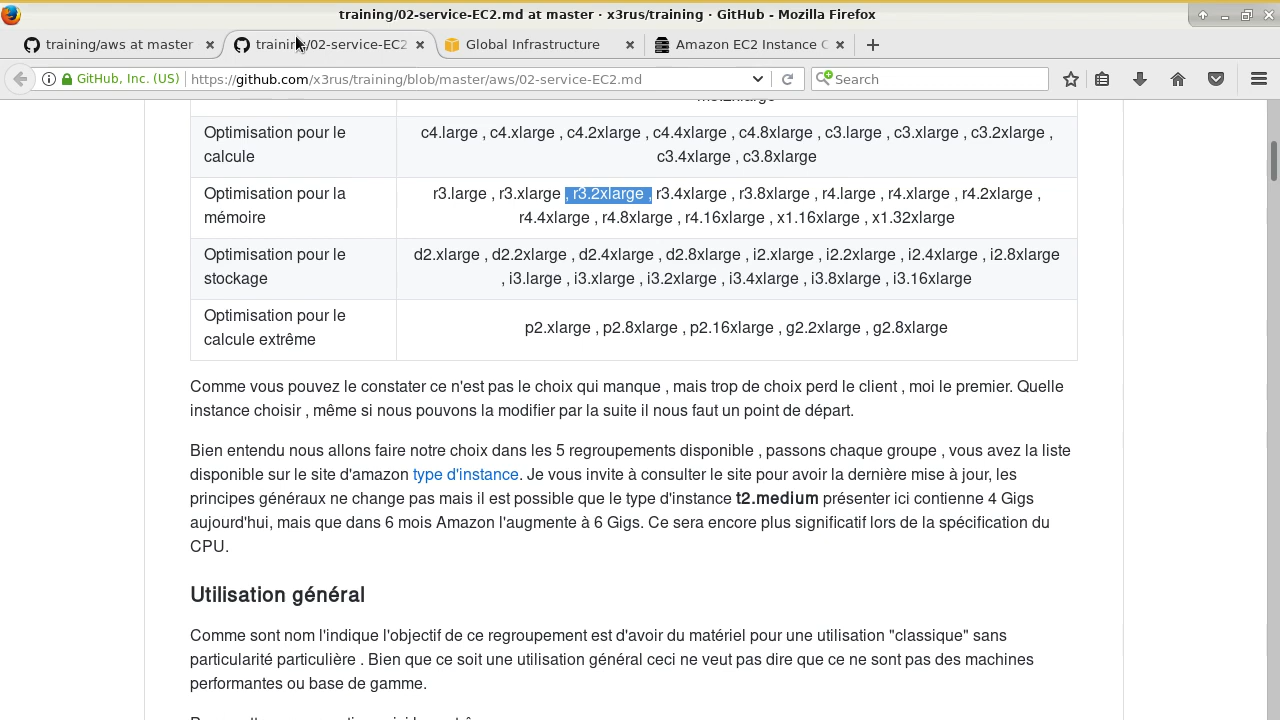 training/02-service-EC2.md at master · x3rus/training · GitHub - Mozilla Firefox
training/aws at master
training/02-service-EC2
Global Infrastructure
Amazon EC2 Instance C
GitHub, Inc. (US)
https://github.com/x3rus/training/blob/master/aws/02-service-EC2.md
Search
Optimisation pour le
calcule
c4.large , c4.xlarge , c4.2xlarge , c4.4xlarge , c4.8xlarge , c3.large , c3.xlarge , c3.2xlarge ,
c3.4xlarge , c3.8xlarge
Optimisation pour la
mémoire
r3.large , r3.xlarge , r3.2xlarge , r3.4xlarge , r3.8xlarge , r4.large , r4.xlarge , r4.2xlarge ,
r4.4xlarge , r4.8xlarge , r4.16xlarge , x1.16xlarge , x1.32xlarge
Optimisation pour le
stockage
d2.xlarge , d2.2xlarge , d2.4xlarge , d2.8xlarge , i2.xlarge , i2.2xlarge , i2.4xlarge , i2.8xlarge
, i3.large , i3.xlarge , i3.2xlarge , i3.4xlarge , i3.8xlarge , i3.16xlarge
Optimisation pour le
calcule extrême
p2.xlarge , p2.8xlarge , p2.16xlarge , g2.2xlarge , g2.8xlarge
Comme vous pouvez le constater ce n'est pas le choix qui manque , mais trop de choix perd le client , moi le premier. Quelle
instance choisir , même si nous pouvons la modifier par la suite il nous faut un point de départ.
Bien entendu nous allons faire notre choix dans les 5 regroupements disponible , passons chaque groupe , vous avez la liste
disponible sur le site d'amazon type d'instance. Je vous invite à consulter le site pour avoir la dernière mise à jour, les
principes généraux ne change pas mais il est possible que le type d'instance t2.medium présenter ici contienne 4 Gigs
aujourd'hui, mais que dans 6 mois Amazon l'augmente à 6 Gigs. Ce sera encore plus significatif lors de la spécification du
CPU.
Utilisation général
Comme sont nom l'indique l'objectif de ce regroupement est d'avoir du matériel pour une utilisation "classique" sans
particularité particulière . Bien que ce soit une utilisation général ceci ne veut pas dire que ce ne sont pas des machines
performantes ou base de gamme.